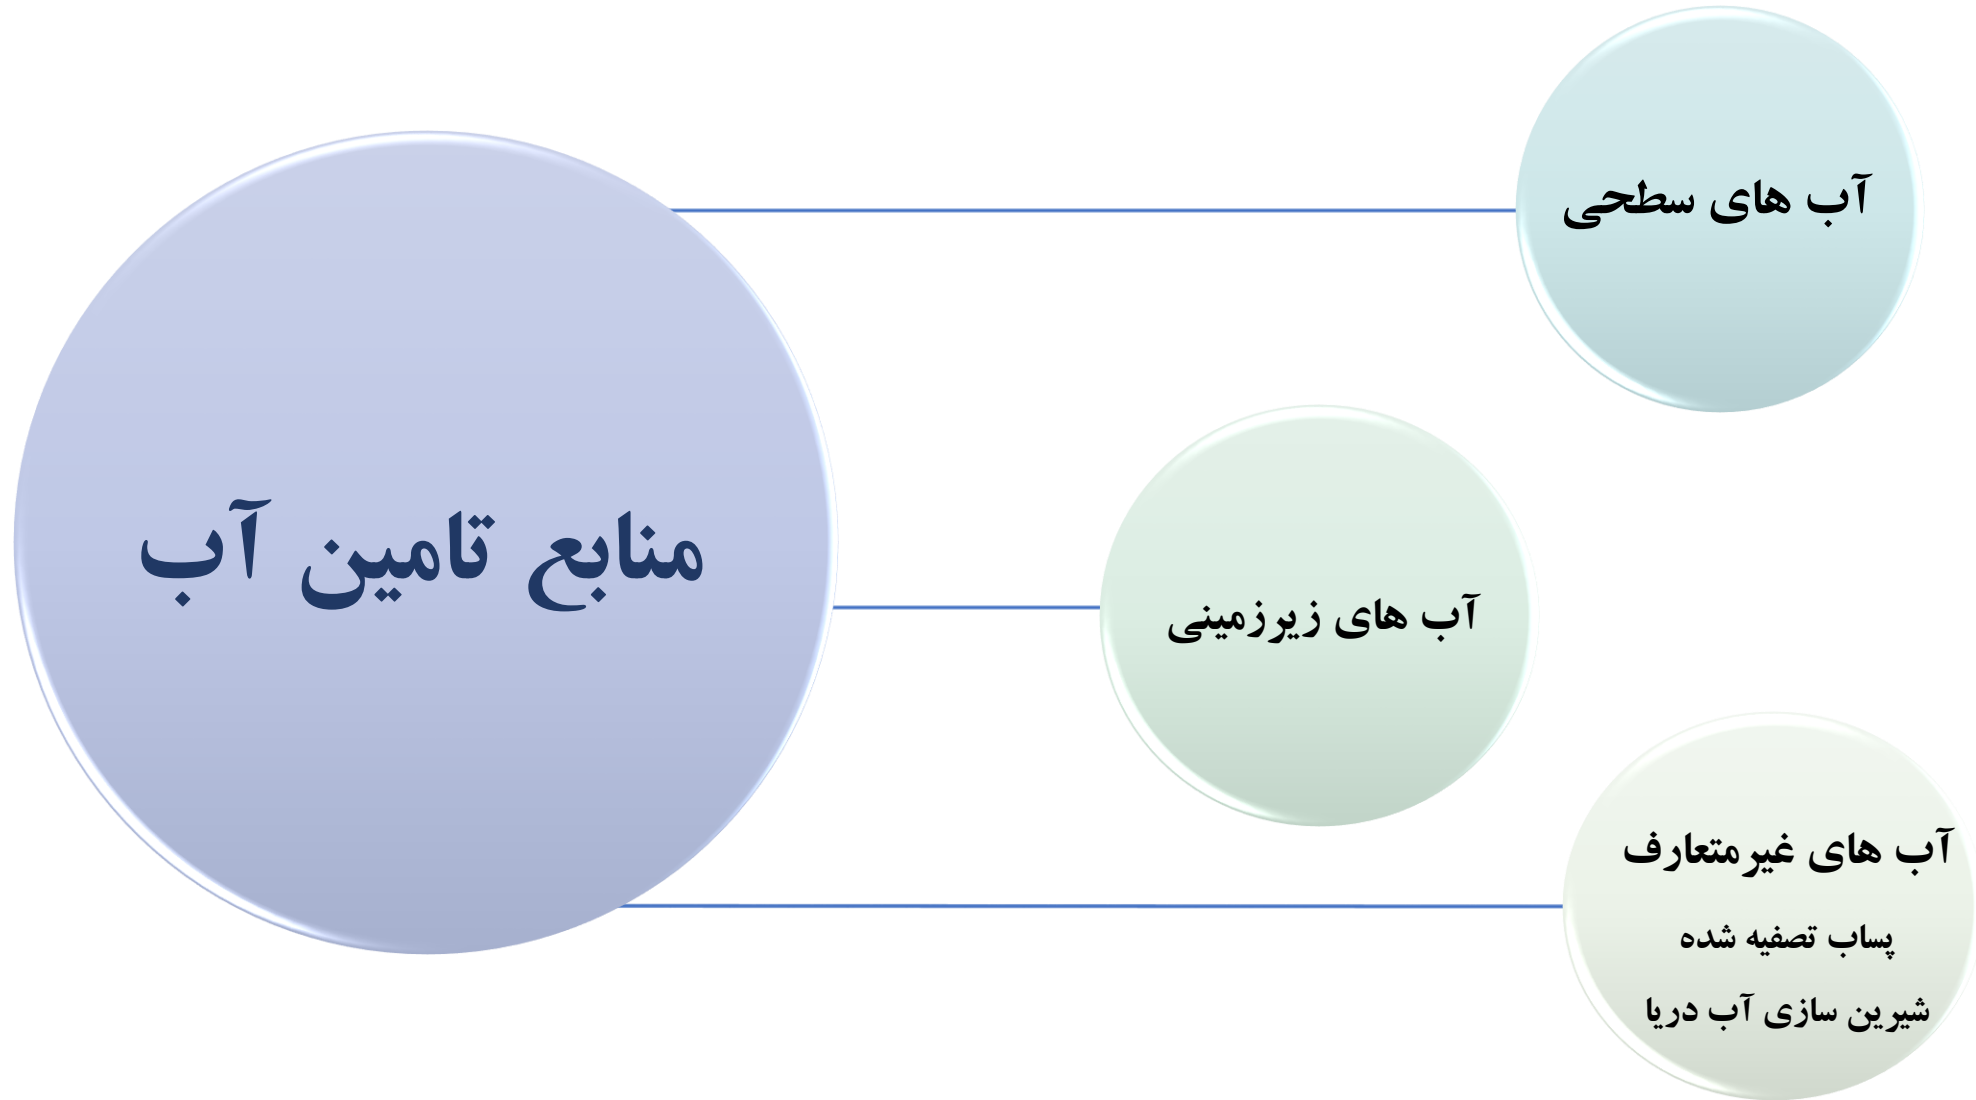 منابع تامین آب
آب های سطحی
آب های زیرزمینی
آب های غیرمتعارف
پساب تصفیه شده
شیرین سازی آب دریا